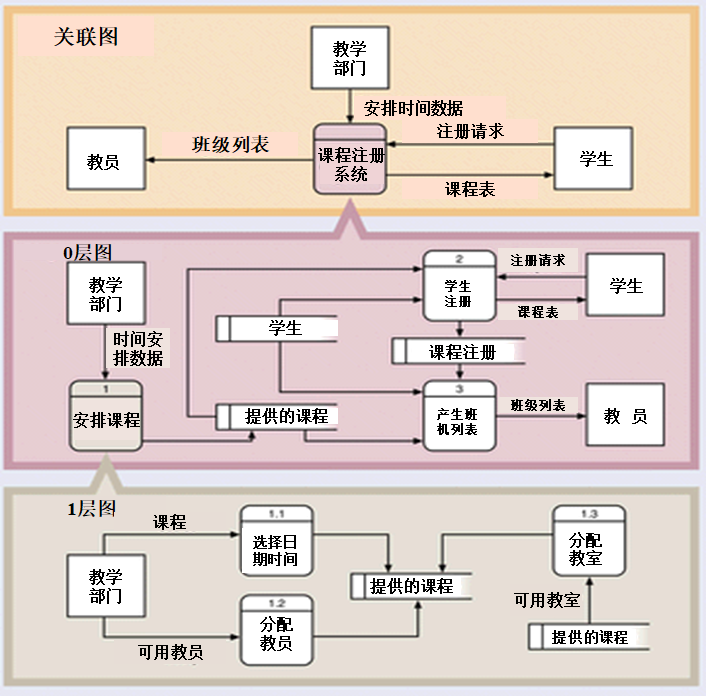 关联图
教学
部门
安排时间数据
注册请求
班级列表
教员
课程注册
系统
学生
课程表
0层图
教学
部门
2
学生
注册
注册请求
学生
课程表
时间安
排数据
学生
课程注册
1
安排课程
提供的课程
3
产生班
机列表
班级列表
教 员
1层图
课程
1.1
选择日
期时间
1.3
分配
教室
教学
部门
提供的课程
可用教室
1.2
分配
教员
可用教员
提供的课程